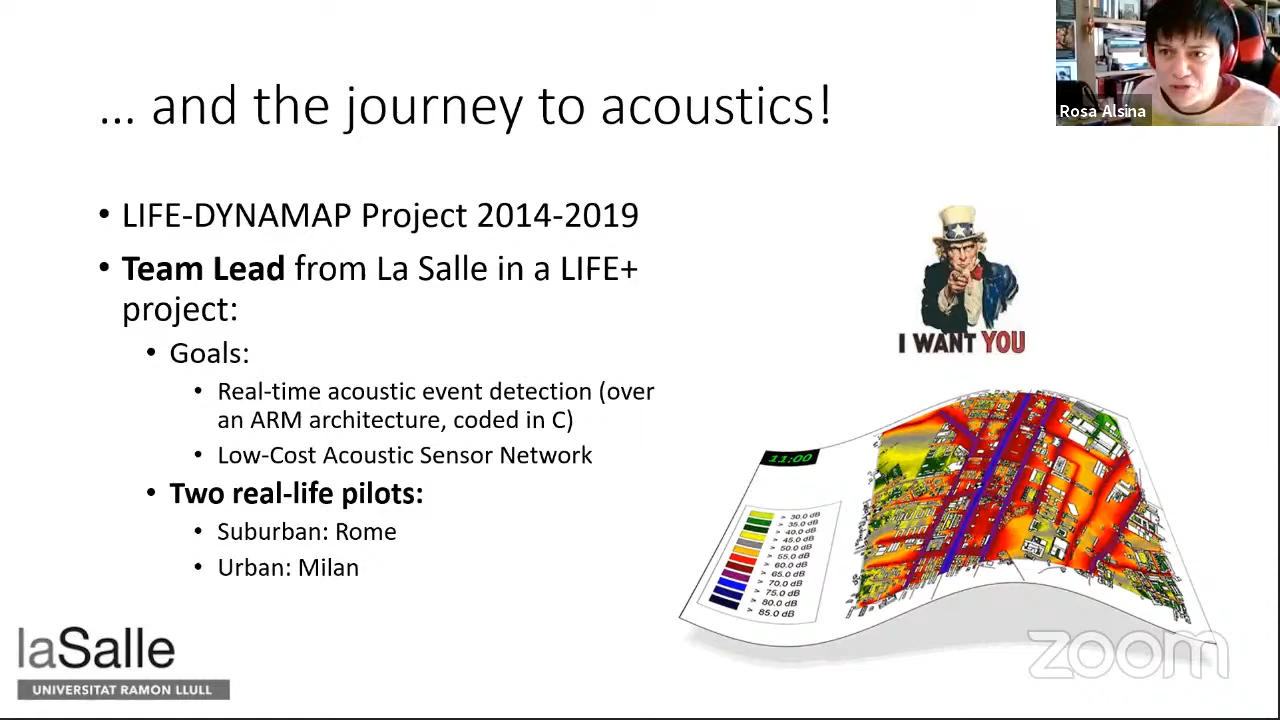 ... and the journey to acoustics!
Rosa Alsina
• LIFE-DYNAMAP Project 2014-2019
• Team Lead from La Salle in a LIFE+
project:
• Goals:
• Real-time acoustic event detection (over
an ARM architecture, coded in C)
• Low-Cost Acoustic Sensor Network
• Two real-life pilots:
• Suburban: Rome
• Urban: Milan
I WANT YOU
11:00
> 30.0 dB
> 35.0 dB
> 40.0 dB
> 45.0 dB
> 50.0 dB
> 55.0 dB
> 60.0 dB
> 65.0 dB
> 70.0 dB
> 75.0 dB
> 80.0 dB
> 85.0 dB
laSalle
UNIVERSITAT RAMON LLULL
zoom